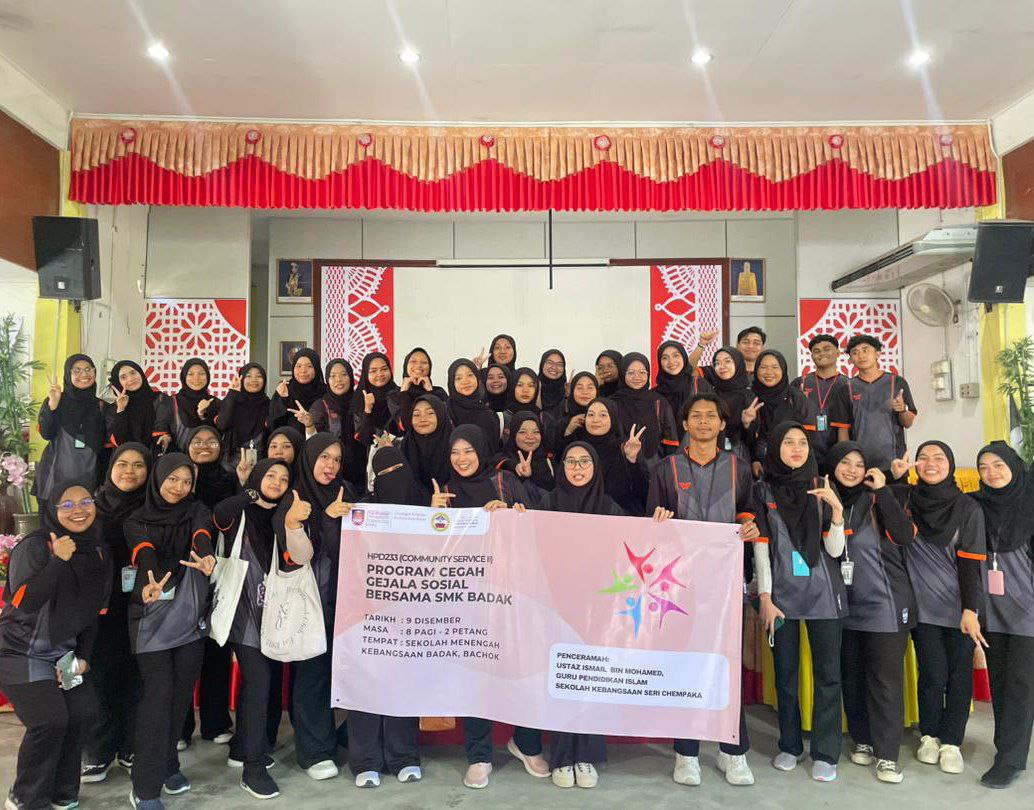 HPD233 (COMMUNITY SERVICE II)
PROGRAM CEGAH
GEJALA SOSIAL
BERSAMA SMK BADAK
TARIKH : 9 DISEMBER
MASA : 8 PAGI - 2 PETANG
TEMPAT : SEKOLAH MENENGAH
KEBANGSAAN BADAK, BACHOK
PENCERAMAH:
USTAZ ISMAIL BIN MOHAMED,
GURU PENDIDIKAN ISLAM
SEKOLAH KEBANGSAAN SERI CHEMPAKA